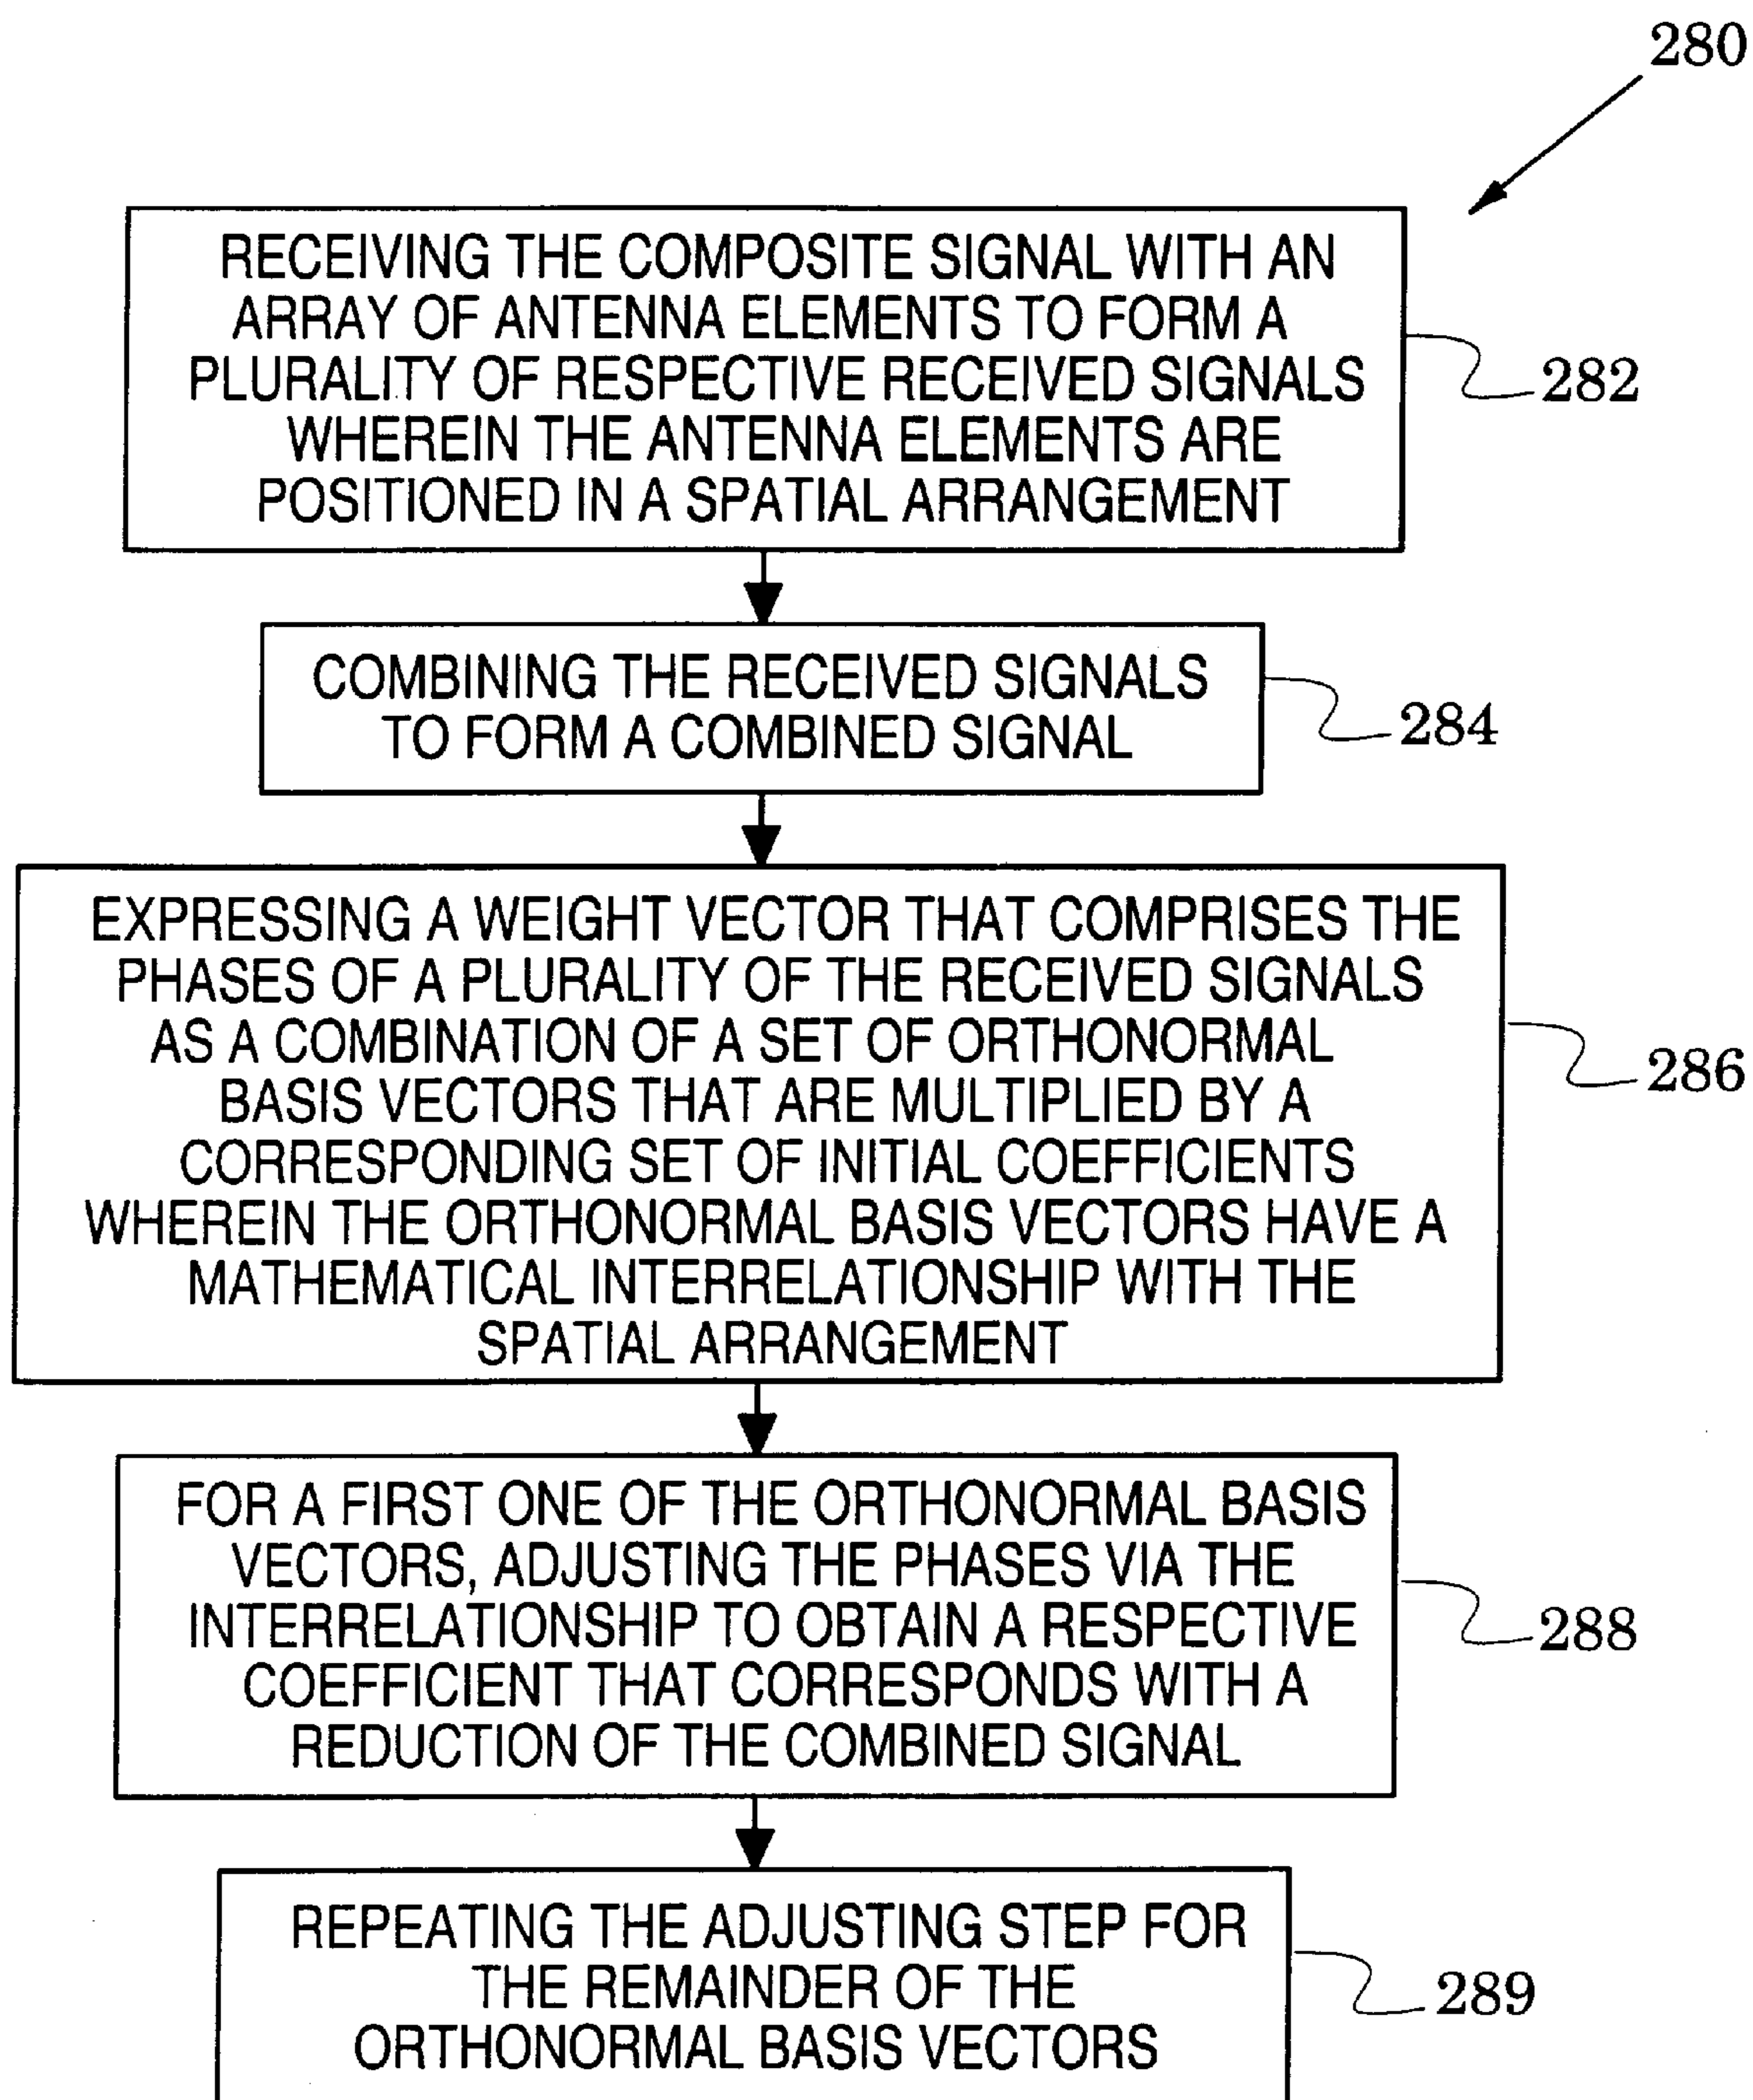 280
RECEIVING THE COMPOSITE SIGNAL WITH AN
ARRAY OF ANTENNA ELEMENTS TO FORM A
PLURALITY OF RESPECTIVE RECEIVED SIGNALS
WHEREIN THE ANTENNA ELEMENTS ARE
POSITIONED IN A SPATIAL ARRANGEMENT
282
COMBINING THE RECEIVED SIGNALS
TO FORM A COMBINED SIGNAL
284
EXPRESSING A WEIGHT VECTOR THAT COMPRISES THE
PHASES OF A PLURALITY OF THE RECEIVED SIGNALS
AS A COMBINATION OF A SET OF ORTHONORMAL
BASIS VECTORS THAT ARE MULTIPLIED BY A
CORRESPONDING SET OF INITIAL COEFFICIENTS
WHEREIN THE ORTHONORMAL BASIS VECTORS HAVE A
MATHEMATICAL INTERRELATIONSHIP WITH THE
SPATIAL ARRANGEMENT
286
FOR A FIRST ONE OF THE ORTHONORMAL BASIS
VECTORS, ADJUSTING THE PHASES VIA THE
INTERRELATIONSHIP TO OBTAIN A RESPECTIVE
COEFFICIENT THAT CORRESPONDS WITH A
REDUCTION OF THE COMBINED SIGNAL
288
REPEATING THE ADJUSTING STEP FOR
THE REMAINDER OF THE
ORTHONORMAL BASIS VECTORS
289